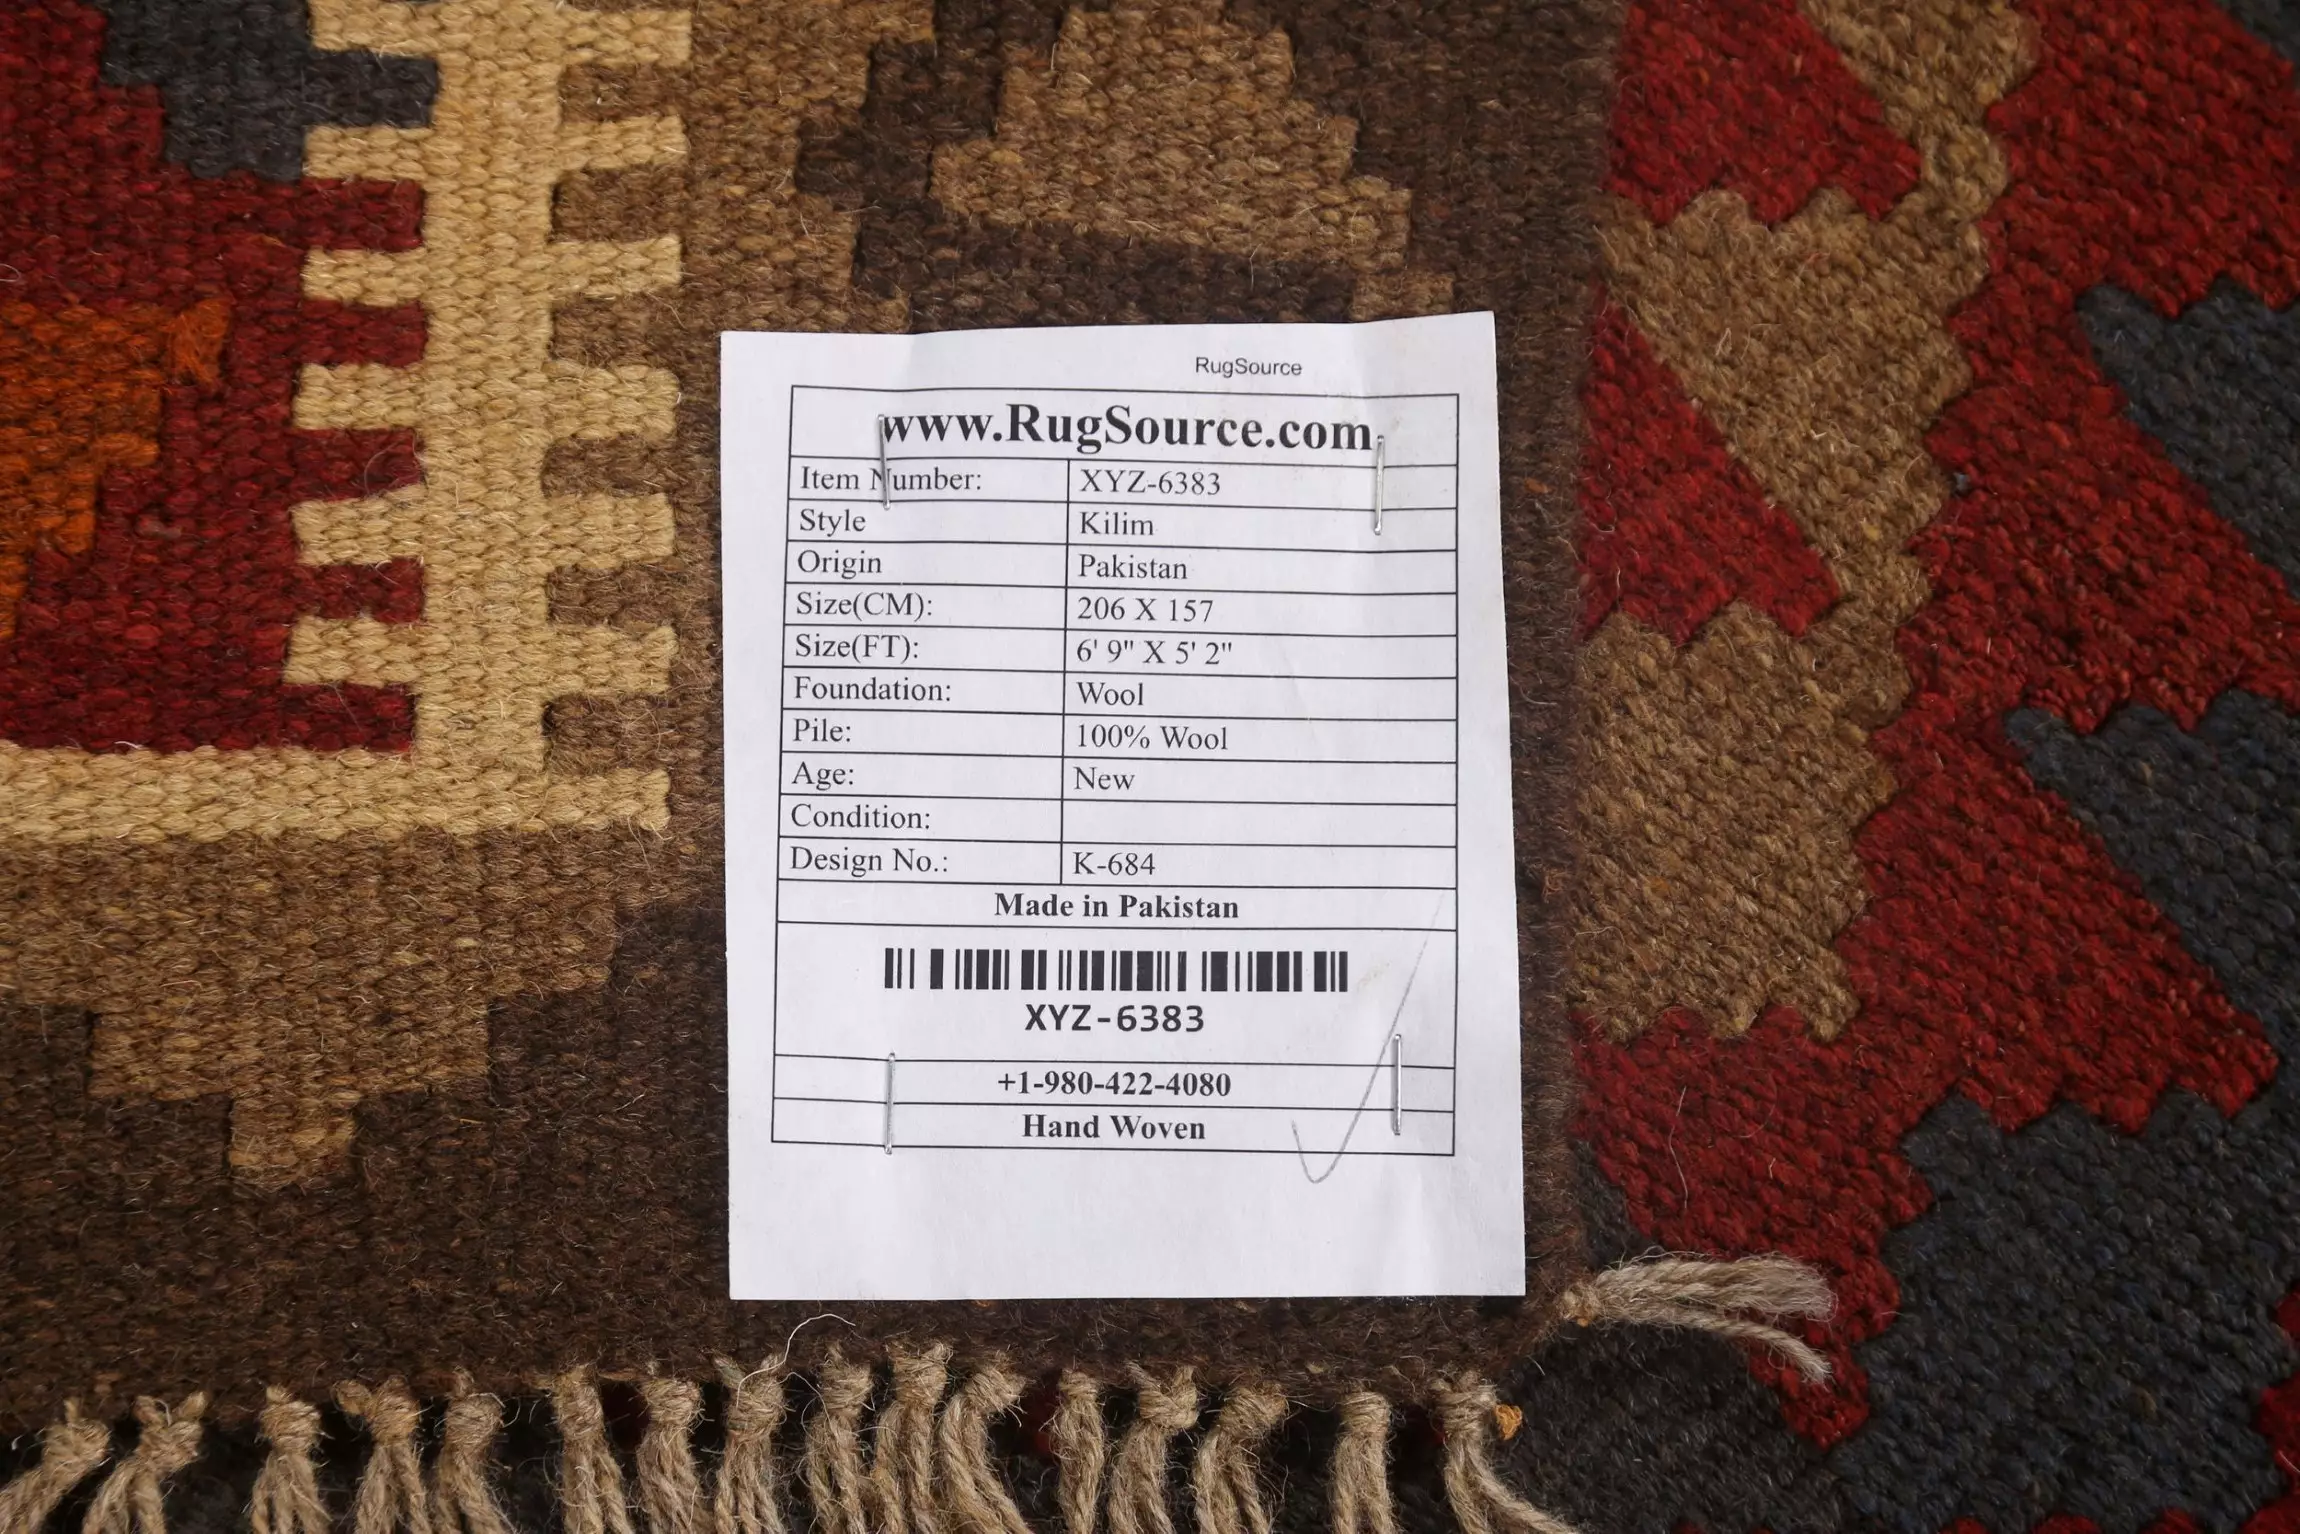 RugSource
www.RugSource.com
Item Number: XYZ-6383
Style Kilim
Origin Pakistan
Size(CM): 206 X 157
Size(FT): 6' 9" X 5' 2"
Foundation: Wool
Pile: 100% Wool
Age: New
Condition:
Design No.: K-684
Made in Pakistan
XYZ-6383
+1-980-422-4080
Hand Woven